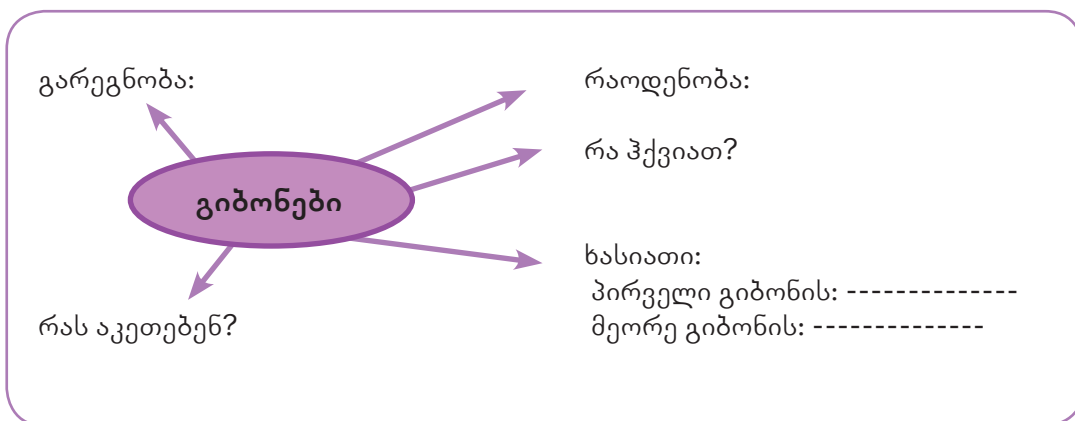 გარეგნობა:
რაოდენობა:
რა ჰქვიათ?
გიბონები
ხასიათი:
პირველი გიბონის: --------------
მეორე გიბონის: --------------
რას აკეთებენ?